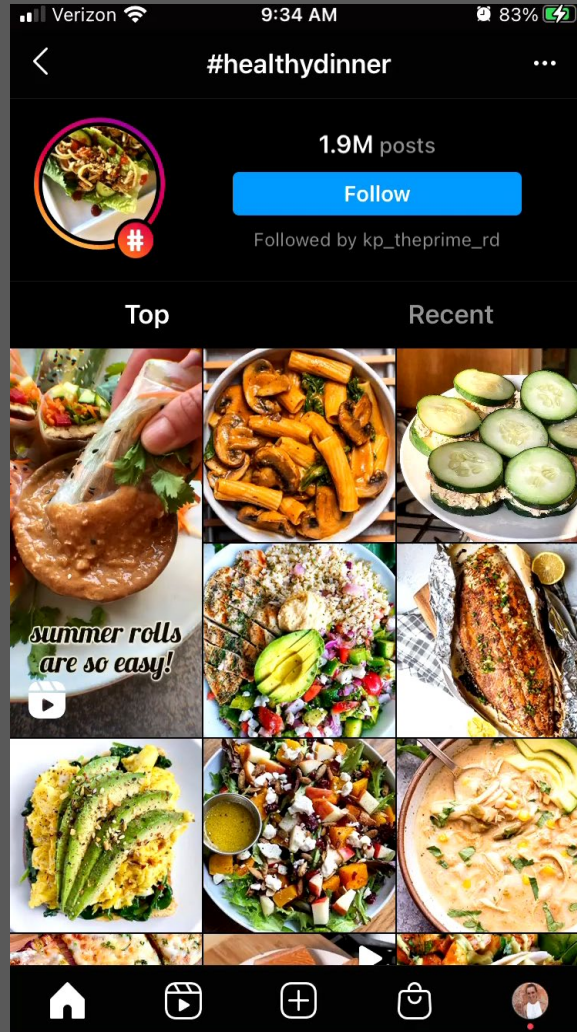 Verizon 9:34 AM 83%
#healthydinner
1.9M posts
Follow
#
Followed by kp_theprime_rd
Top Recent
summer rolls
are so easy!